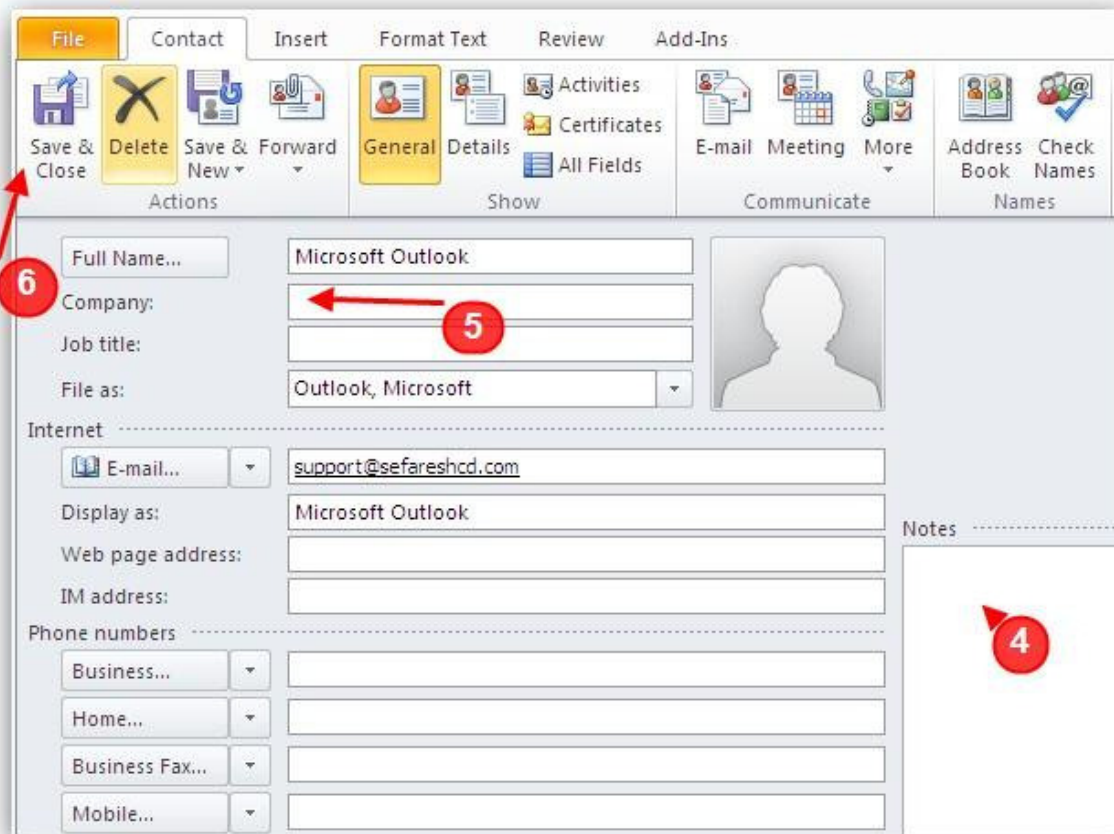 File Contact Insert Format Text Review Add-Ins
Save & Close
Delete
Save & New
Forward
Actions
General
Details
Activities
Certificates
All Fields
Show
E-mail
Meeting
More
Communicate
Address Book
Check Names
Names
6
Full Name... Microsoft Outlook
Company:
5
Job title:
File as: Outlook, Microsoft
Internet
E-mail... support@sefareshcd.com
Display as: Microsoft Outlook
Web page address:
IM address:
Phone numbers
Business...
Home...
Business Fax...
Mobile...
Notes
4